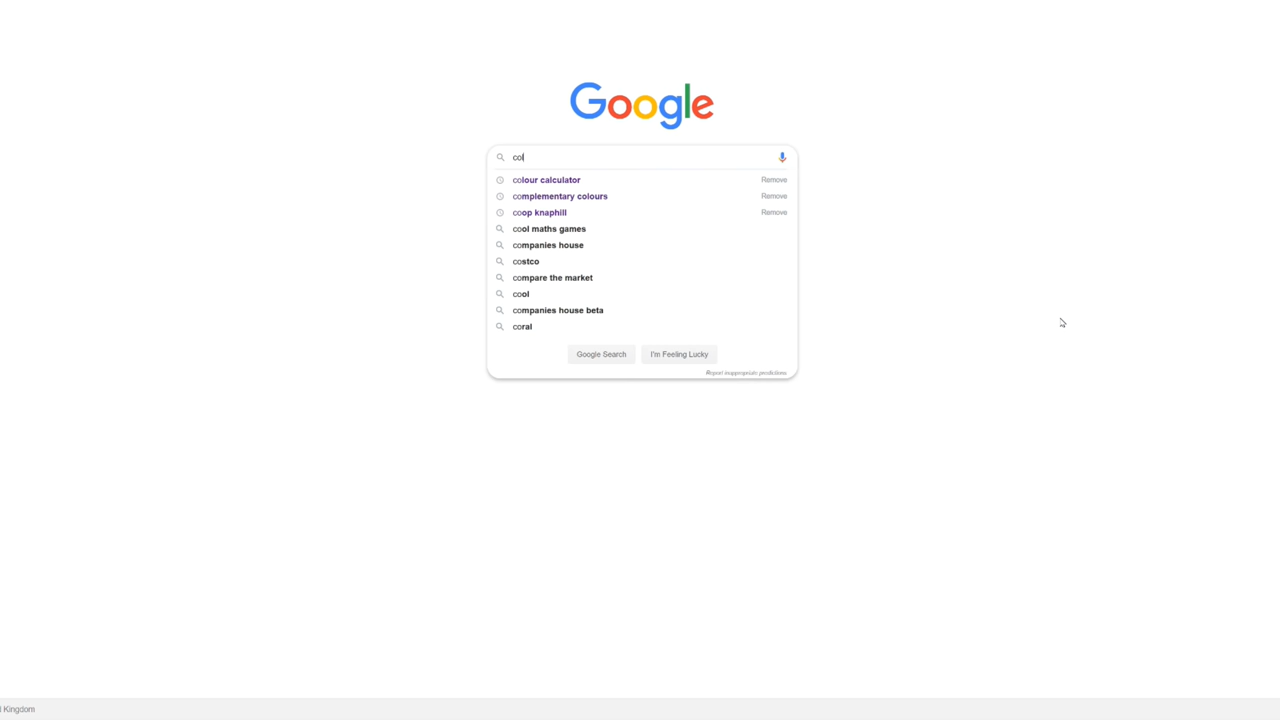 Google
col
colour calculator Remove
complementary colours Remove
coop knaphill Remove
cool maths games
companies house
costco
compare the market
cool
companies house beta
coral
Google Search I'm Feeling Lucky
Report inappropriate predictions
Kingdom